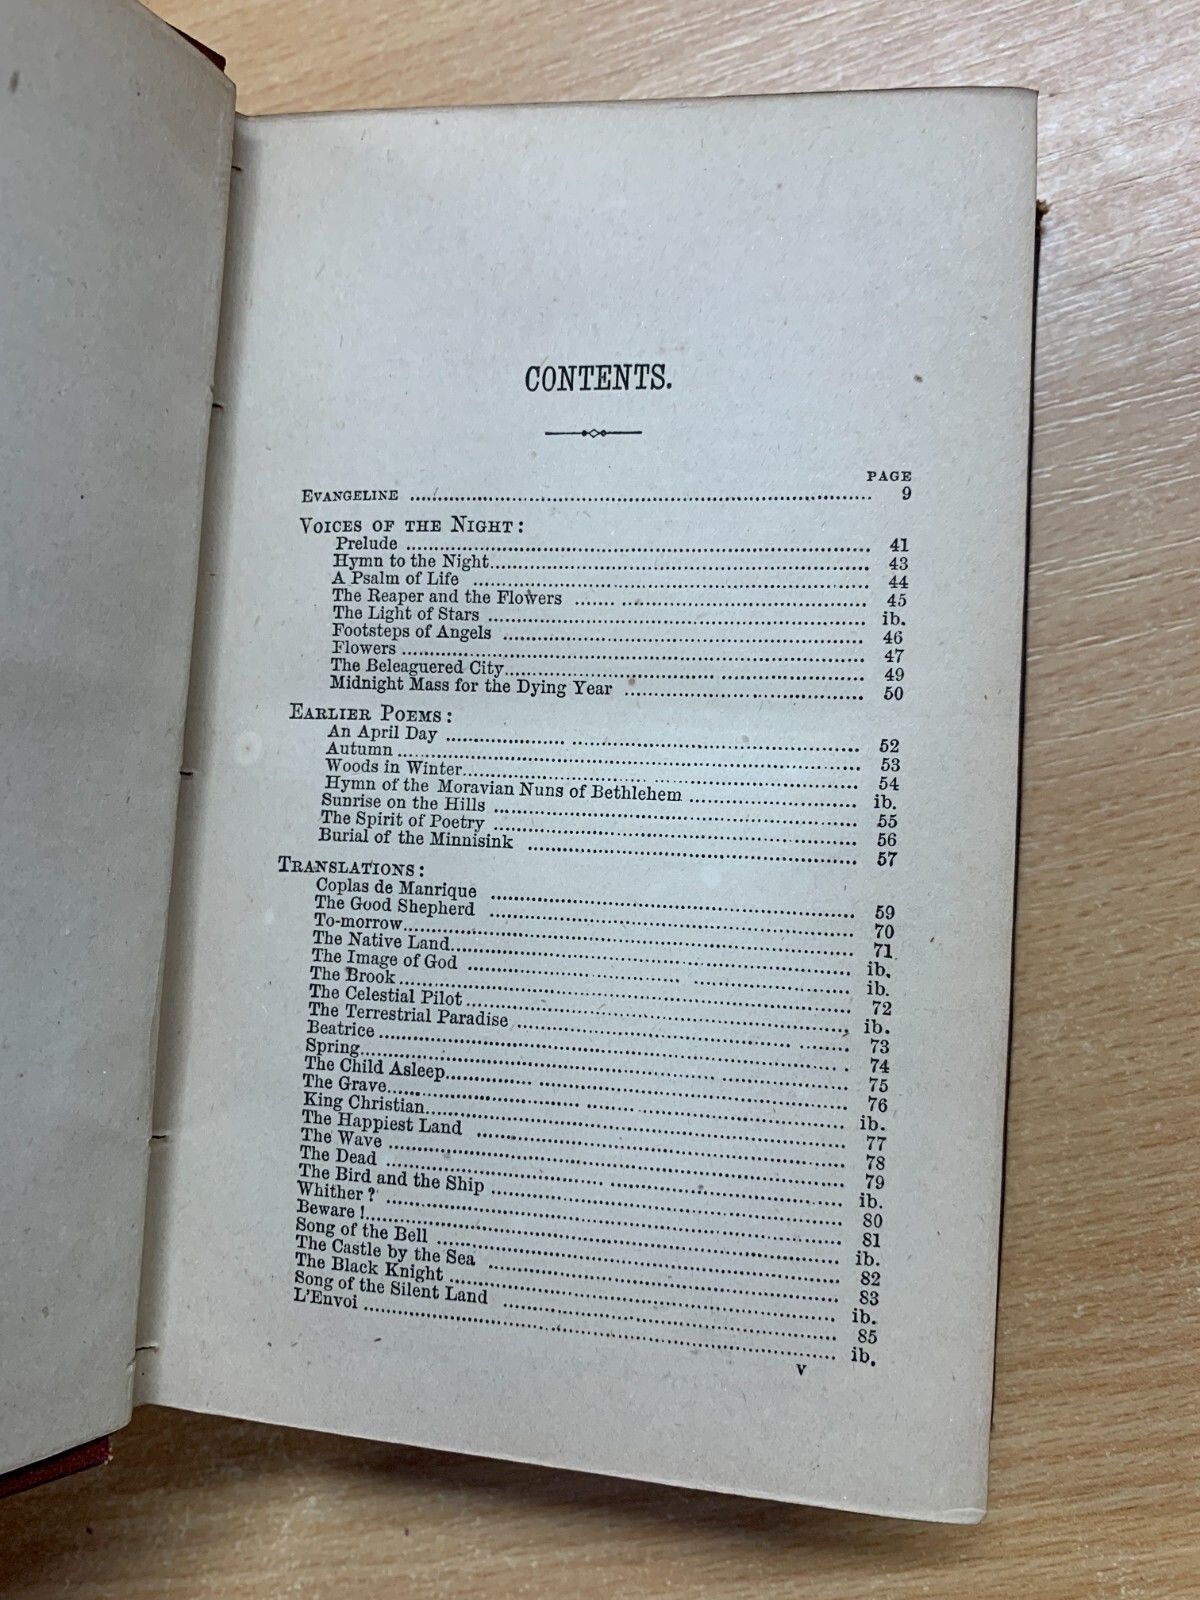 CONTENTS.
PAGE
EVANGELINE 9
VOICES OF THE NIGHT:
Prelude 41
Hymn to the Night 43
A Psalm of Life 44
The Reaper and the Flowers 45
The Light of Stars ib.
Footsteps of Angels 46
Flowers 47
The Beleaguered City 49
Midnight Mass for the Dying Year 50
EARLIER POEMS:
An April Day 52
Autumn 53
Woods in Winter 54
Hymn of the Moravian Nuns of Bethlehem ib.
Sunrise on the Hills 55
The Spirit of Poetry 56
Burial of the Minnisink 57
TRANSLATIONS:
Coplas de Manrique 59
The Good Shepherd 70
To-morrow 71
The Native Land ib.
The Image of God ib.
The Brook 72
The Celestial Pilot ib.
The Terrestrial Paradise 73
Beatrice 74
Spring 75
The Child Asleep 76
The Grave ib.
King Christian 77
The Happiest Land 78
The Wave 79
The Dead ib.
The Bird and the Ship 80
Whither? 81
Beware! ib.
Song of the Bell 82
The Castle by the Sea 83
The Black Knight ib.
Song of the Silent Land 85
L'Envoi ib.
v